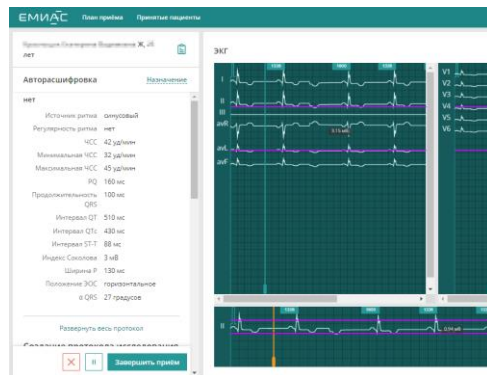 ЕМИАС План приёма Принятые пациенты
Ж,
лет
Авторасшифровка Назначение
нет
Источник ритма синусовый
Регулярность ритма нет
ЧСС 42 уд/мин
Минимальная ЧСС 32 уд/мин
Максимальная ЧСС 45 уд/мин
PQ 160 мс
Продолжительность QRS 100 мс
Интервал QT 510 мс
Интервал QTc 430 мс
Интервал ST-T 88 мс
Индекс Соколова 3 мВ
Ширина P 130 мс
Положение ЭОС горизонтальное
α QRS 27 градусов
Развернуть весь протокол
Создание протокола исследования
Завершить приём
ЭКГ
I
II
III
avR
avL
avF
V1
V2
V3
V4
V5
V6
II